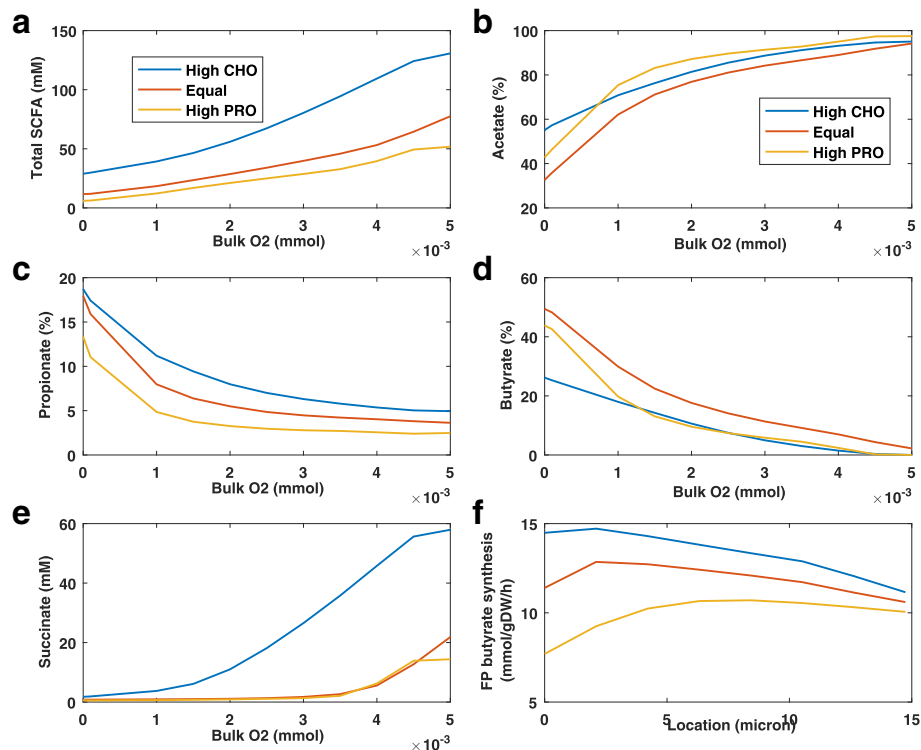 a
150
100
50
0
Total SCFA (mM)
High CHO
Equal
High PRO
0 1 2 3 4 5
Bulk O2 (mmol)
×10⁻³
b
100
80
60
40
20
Acetate (%)
High CHO
Equal
High PRO
0 1 2 3 4 5
Bulk O2 (mmol)
×10⁻³
c
20
15
10
5
0
Propionate (%)
0 1 2 3 4 5
Bulk O2 (mmol)
×10⁻³
d
60
40
20
0
Butyrate (%)
0 1 2 3 4 5
Bulk O2 (mmol)
×10⁻³
e
60
40
20
0
Succinate (mM)
0 1 2 3 4 5
Bulk O2 (mmol)
×10⁻³
f
15
10
5
FP butyrate synthesis
(mmol/gDW/h)
0 5 10 15
Location (micron)